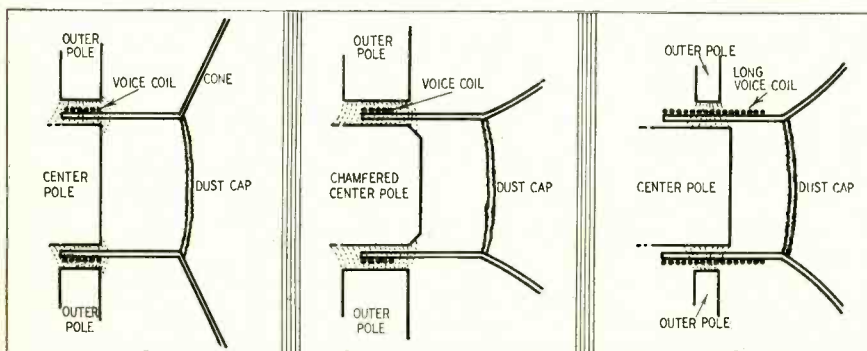 OUTER
POLE
VOICE COIL
CONE
CENTER
POLE
DUST CAP
OUTER
POLE
OUTER
POLE
VOICE COIL
CHAMFERED
CENTER POLE
DUST CAP
OUTER
POLE
OUTER POLE
LONG
VOICE COIL
CENTER POLE
DUST CAP
OUTER POLE